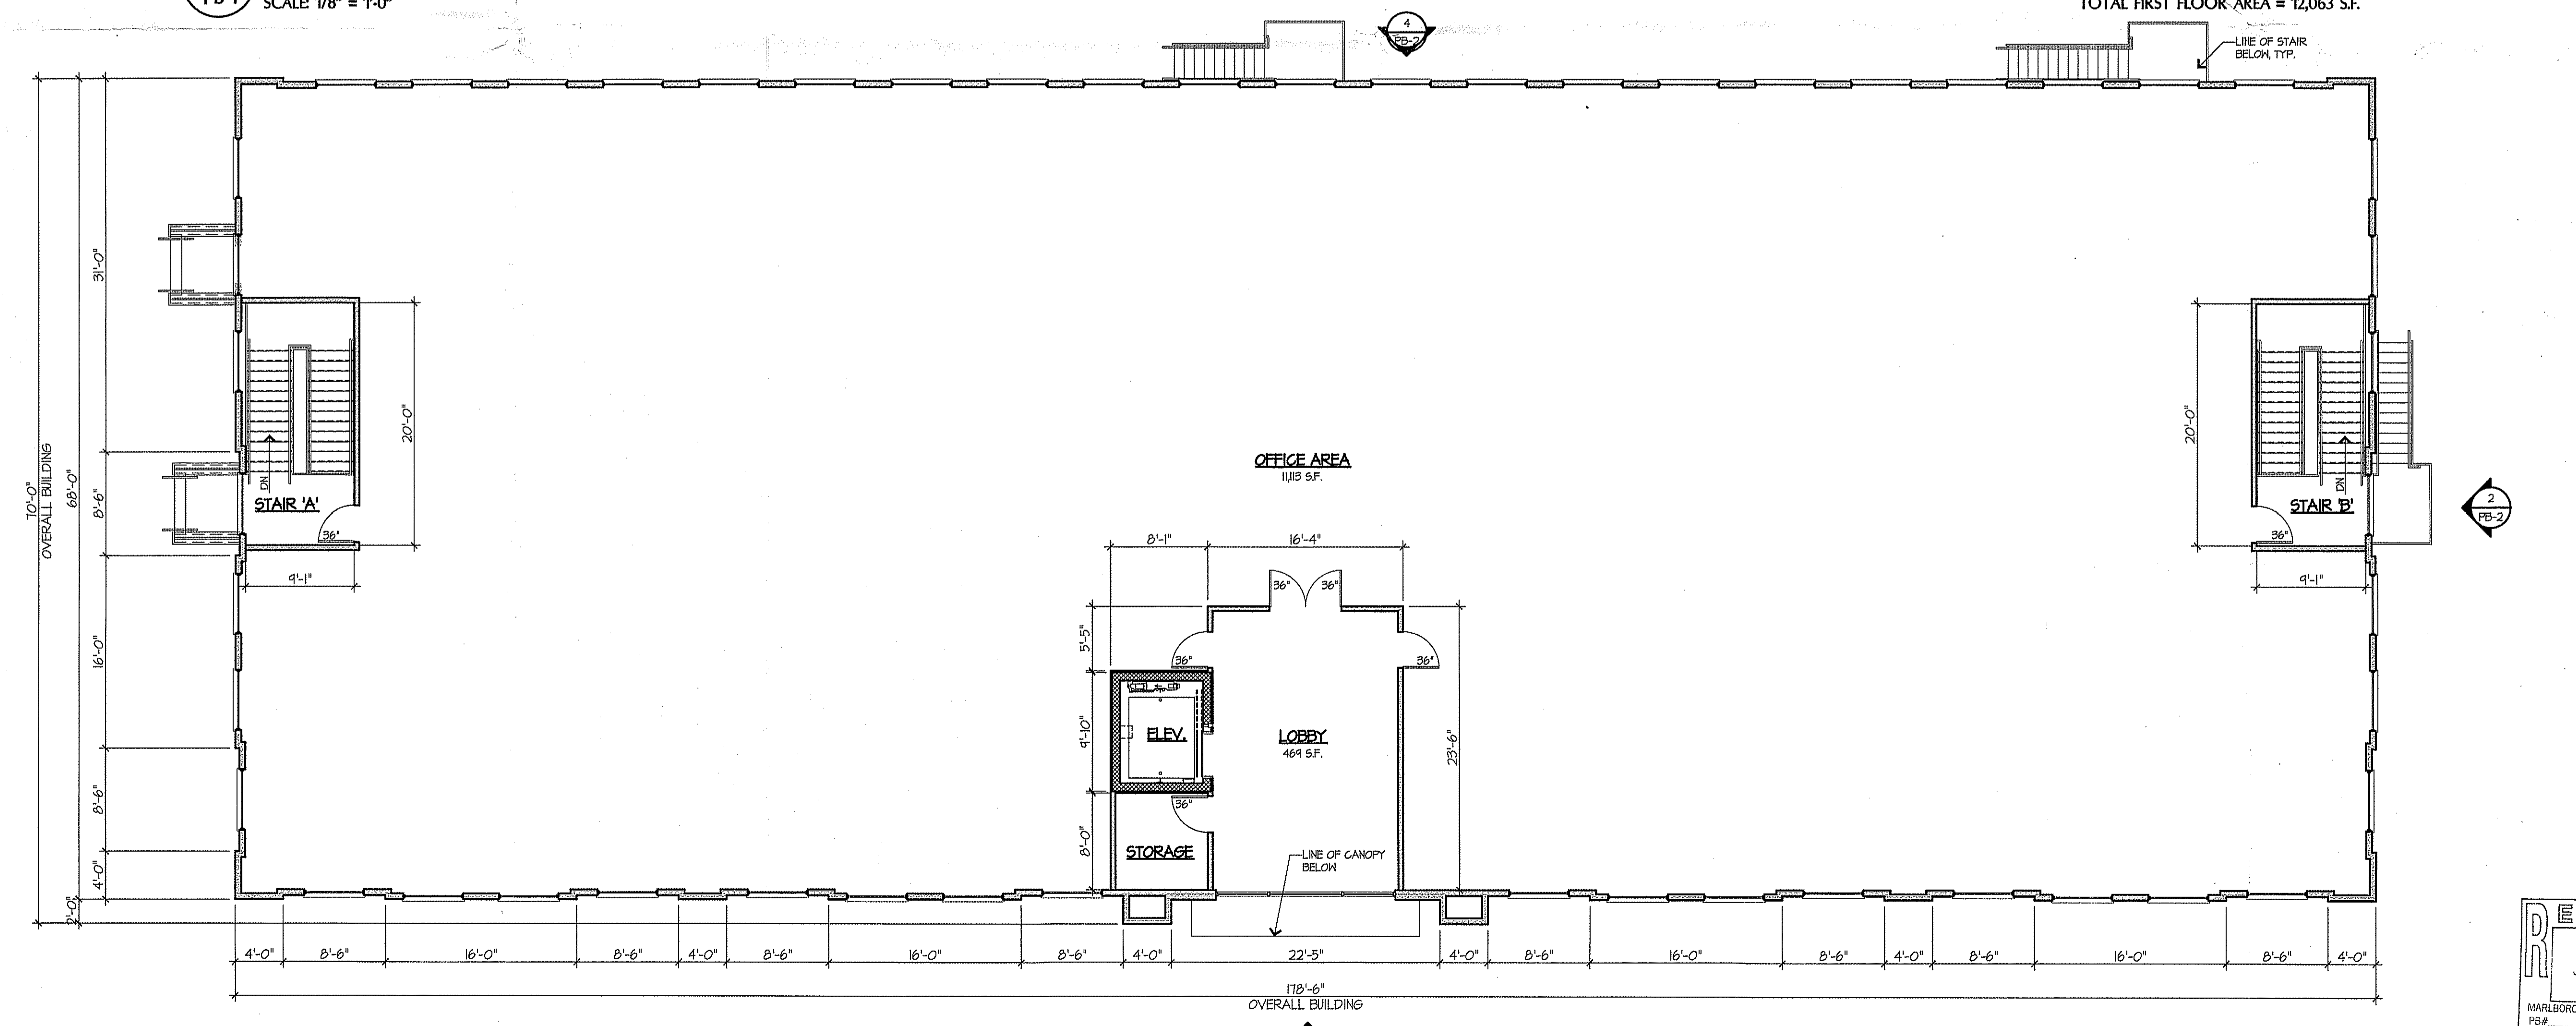 SCALE: 1/8" = 1'-0"
TOTAL FIRST FLOOR AREA = 12,063 S.F.
4
PB-2
LINE OF STAIR
BELOW, TYP.
70'-0"
OVERALL BUILDING
68'-0"
31'-0"
8'-6"
16'-0"
8'-6"
4'-0"
2'-0"
20'-0"
DN
STAIR 'A'
36"
9'-1"
OFFICE AREA
11,113 S.F.
20'-0"
DN
STAIR 'B'
36"
9'-1"
2
PB-2
8'-1"
16'-4"
36"
36"
5'-5"
36"
36"
9'-10"
ELEV.
LOBBY
469 S.F.
23'-6"
36"
8'-0"
STORAGE
LINE OF CANOPY
BELOW
4'-0" 8'-6" 16'-0" 8'-6" 4'-0" 8'-6" 16'-0" 8'-6" 4'-0" 22'-5" 4'-0" 8'-6" 16'-0" 8'-6" 4'-0" 8'-6" 16'-0" 8'-6" 4'-0"
178'-6"
OVERALL BUILDING
PB#